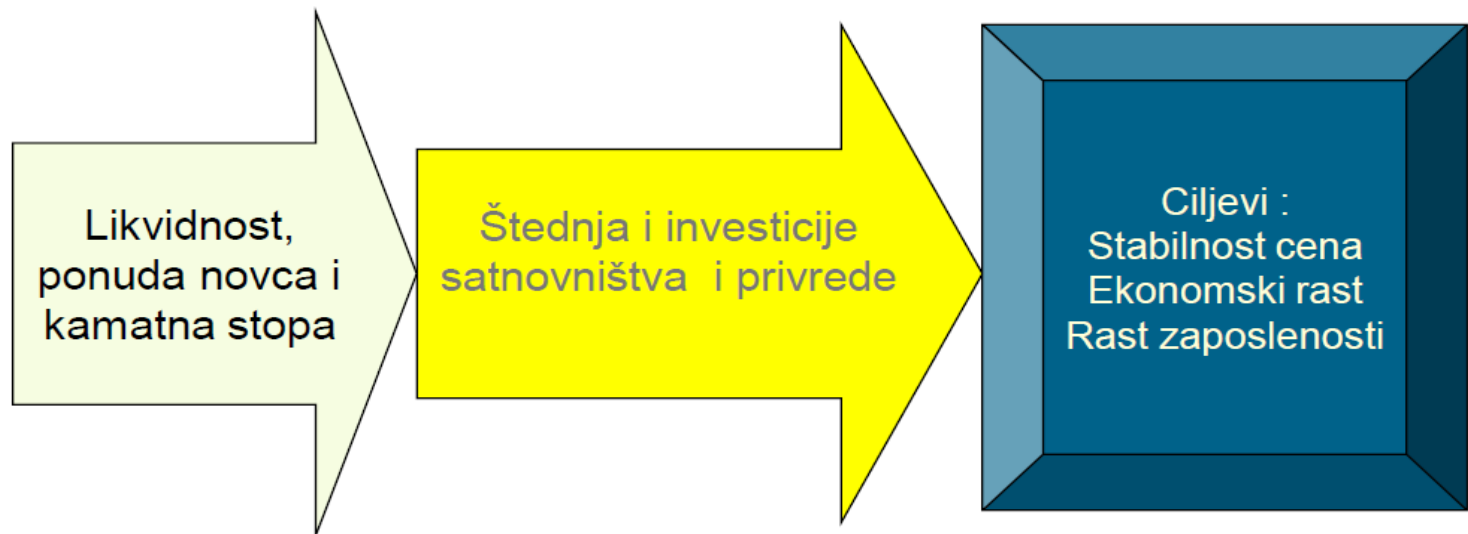 Likvidnost,
ponuda novca i
kamatna stopa
Štednja i investicije
satnovništva i privrede
Ciljevi :
Stabilnost cena
Ekonomski rast
Rast zaposlenosti